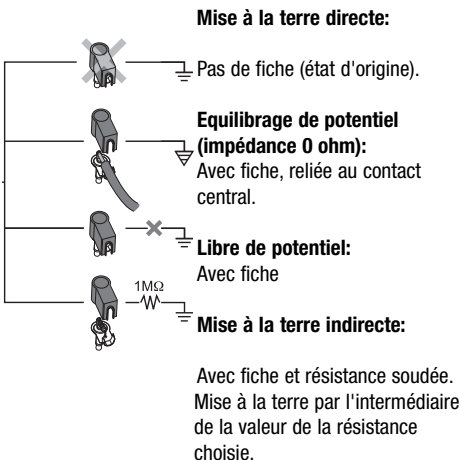 Mise à la terre directe:
Pas de fiche (état d'origine).
Equilibrage de potentiel
(impédance 0 ohm):
Avec fiche, reliée au contact
central.
Libre de potentiel:
Avec fiche
1MΩ
Mise à la terre indirecte:
Avec fiche et résistance soudée.
Mise à la terre par l'intermédiaire
de la valeur de la résistance
choisie.